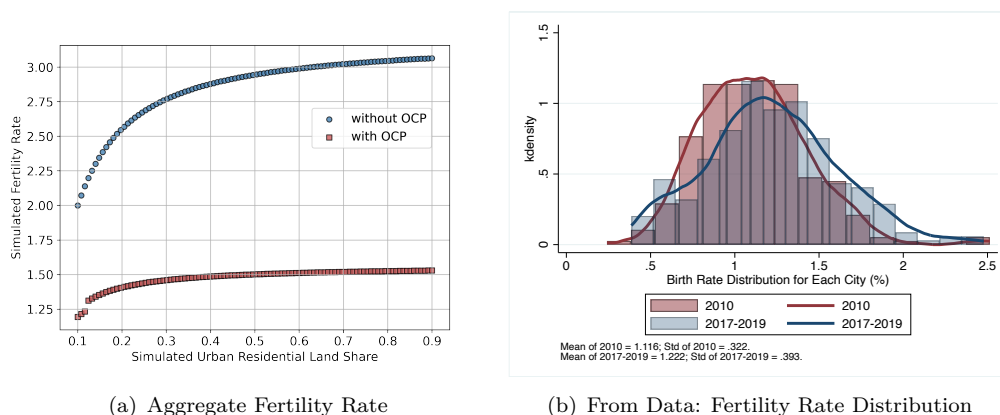 3.00
2.75
2.50
2.25
2.00
1.75
1.50
1.25
Simulated Fertility Rate
without OCP
with OCP
0.1 0.2 0.3 0.4 0.5 0.6 0.7 0.8 0.9
Simulated Urban Residential Land Share
(a) Aggregate Fertility Rate
1.5
1
.5
0
kdensity
0 .5 1 1.5 2 2.5
Birth Rate Distribution for Each City (%)
2010 2010
2017-2019 2017-2019
Mean of 2010 = 1.116; Std of 2010 = .322.
Mean of 2017-2019 = 1.222; Std of 2017-2019 = .393.
(b) From Data: Fertility Rate Distribution